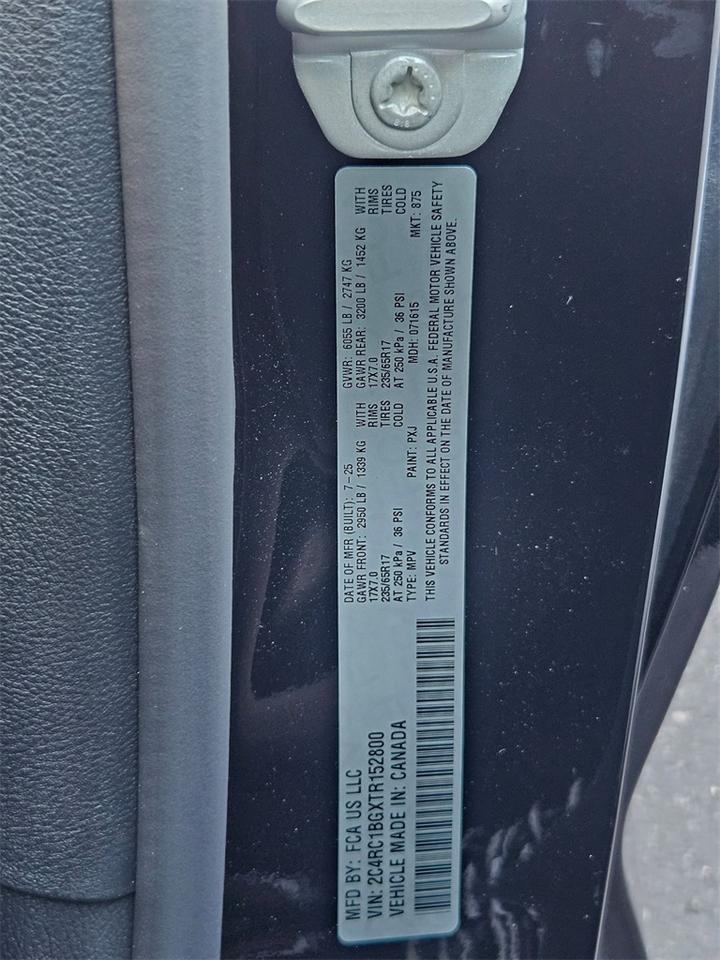 MFD BY: FCA US LLC
VIN: 2C4RC1BGXTR152800
VEHICLE MADE IN: CANADA
DATE OF MFR (BUILT): 7-25 GVWR: 6055 LB / 2747 KG
GAWR FRONT: 2950 LB / 1339 KG WITH GAWR REAR: 3200 LB / 1452 KG WITH
17X7.0 RIMS 17X7.0 RIMS
235/65R17 TIRES 235/65R17 TIRES
AT 250 kPa / 36 PSI COLD AT 250 kPa / 36 PSI COLD
TYPE: MPV PAINT: PXJ MDH: 071615 MKT: 875
THIS VEHICLE CONFORMS TO ALL APPLICABLE U.S.A. FEDERAL MOTOR VEHICLE SAFETY
STANDARDS IN EFFECT ON THE DATE OF MANUFACTURE SHOWN ABOVE.